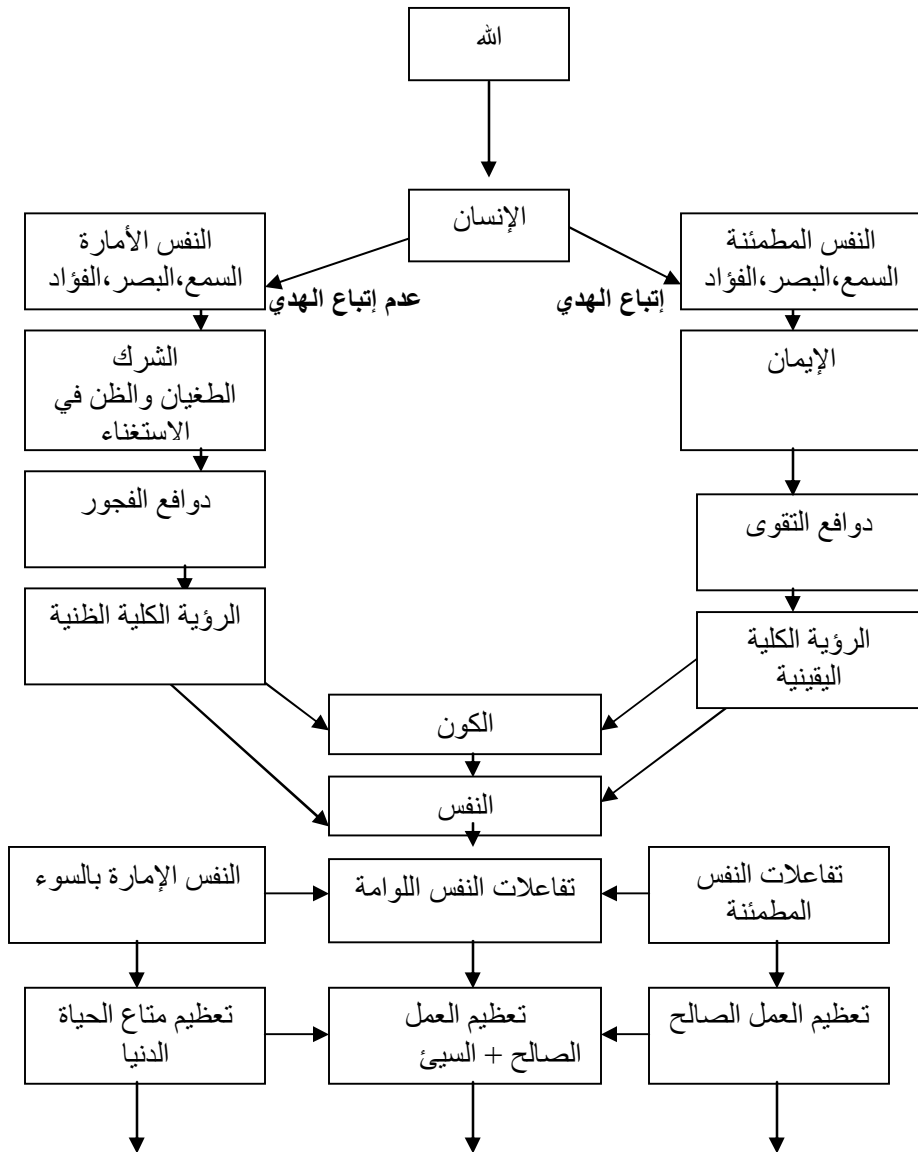 الله
الإنسان
النفس المطمئنة
السمع،البصر،الفؤاد
النفس الأمارة
السمع،البصر،الفؤاد
إتباع الهدي
عدم إتباع الهدي
الإيمان
الشرك
الطغيان والظن في
الاستغناء
دوافع التقوى
دوافع الفجور
الرؤية الكلية
اليقينية
الرؤية الكلية الظنية
الكون
النفس
تفاعلات النفس
المطمئنة
تفاعلات النفس اللوامة
النفس الإمارة بالسوء
تعظيم العمل الصالح
تعظيم العمل
الصالح + السيئ
تعظيم متاع الحياة
الدنيا